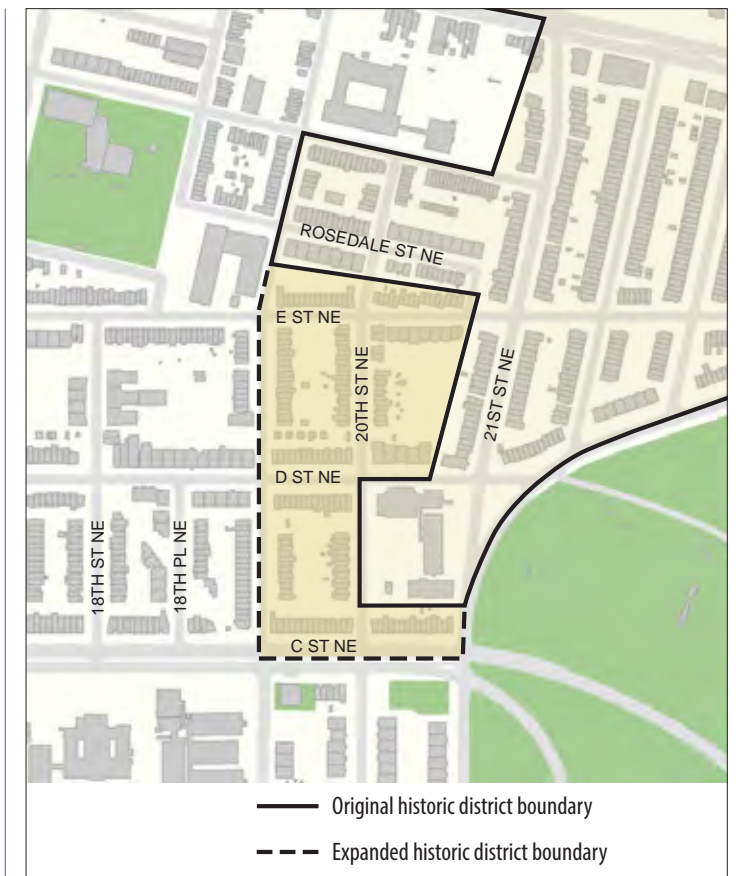 ROSEDALE ST NE
E ST NE
20TH ST NE
21ST ST NE
D ST NE
18TH ST NE
18TH PL NE
C ST NE
Original historic district boundary
Expanded historic district boundary